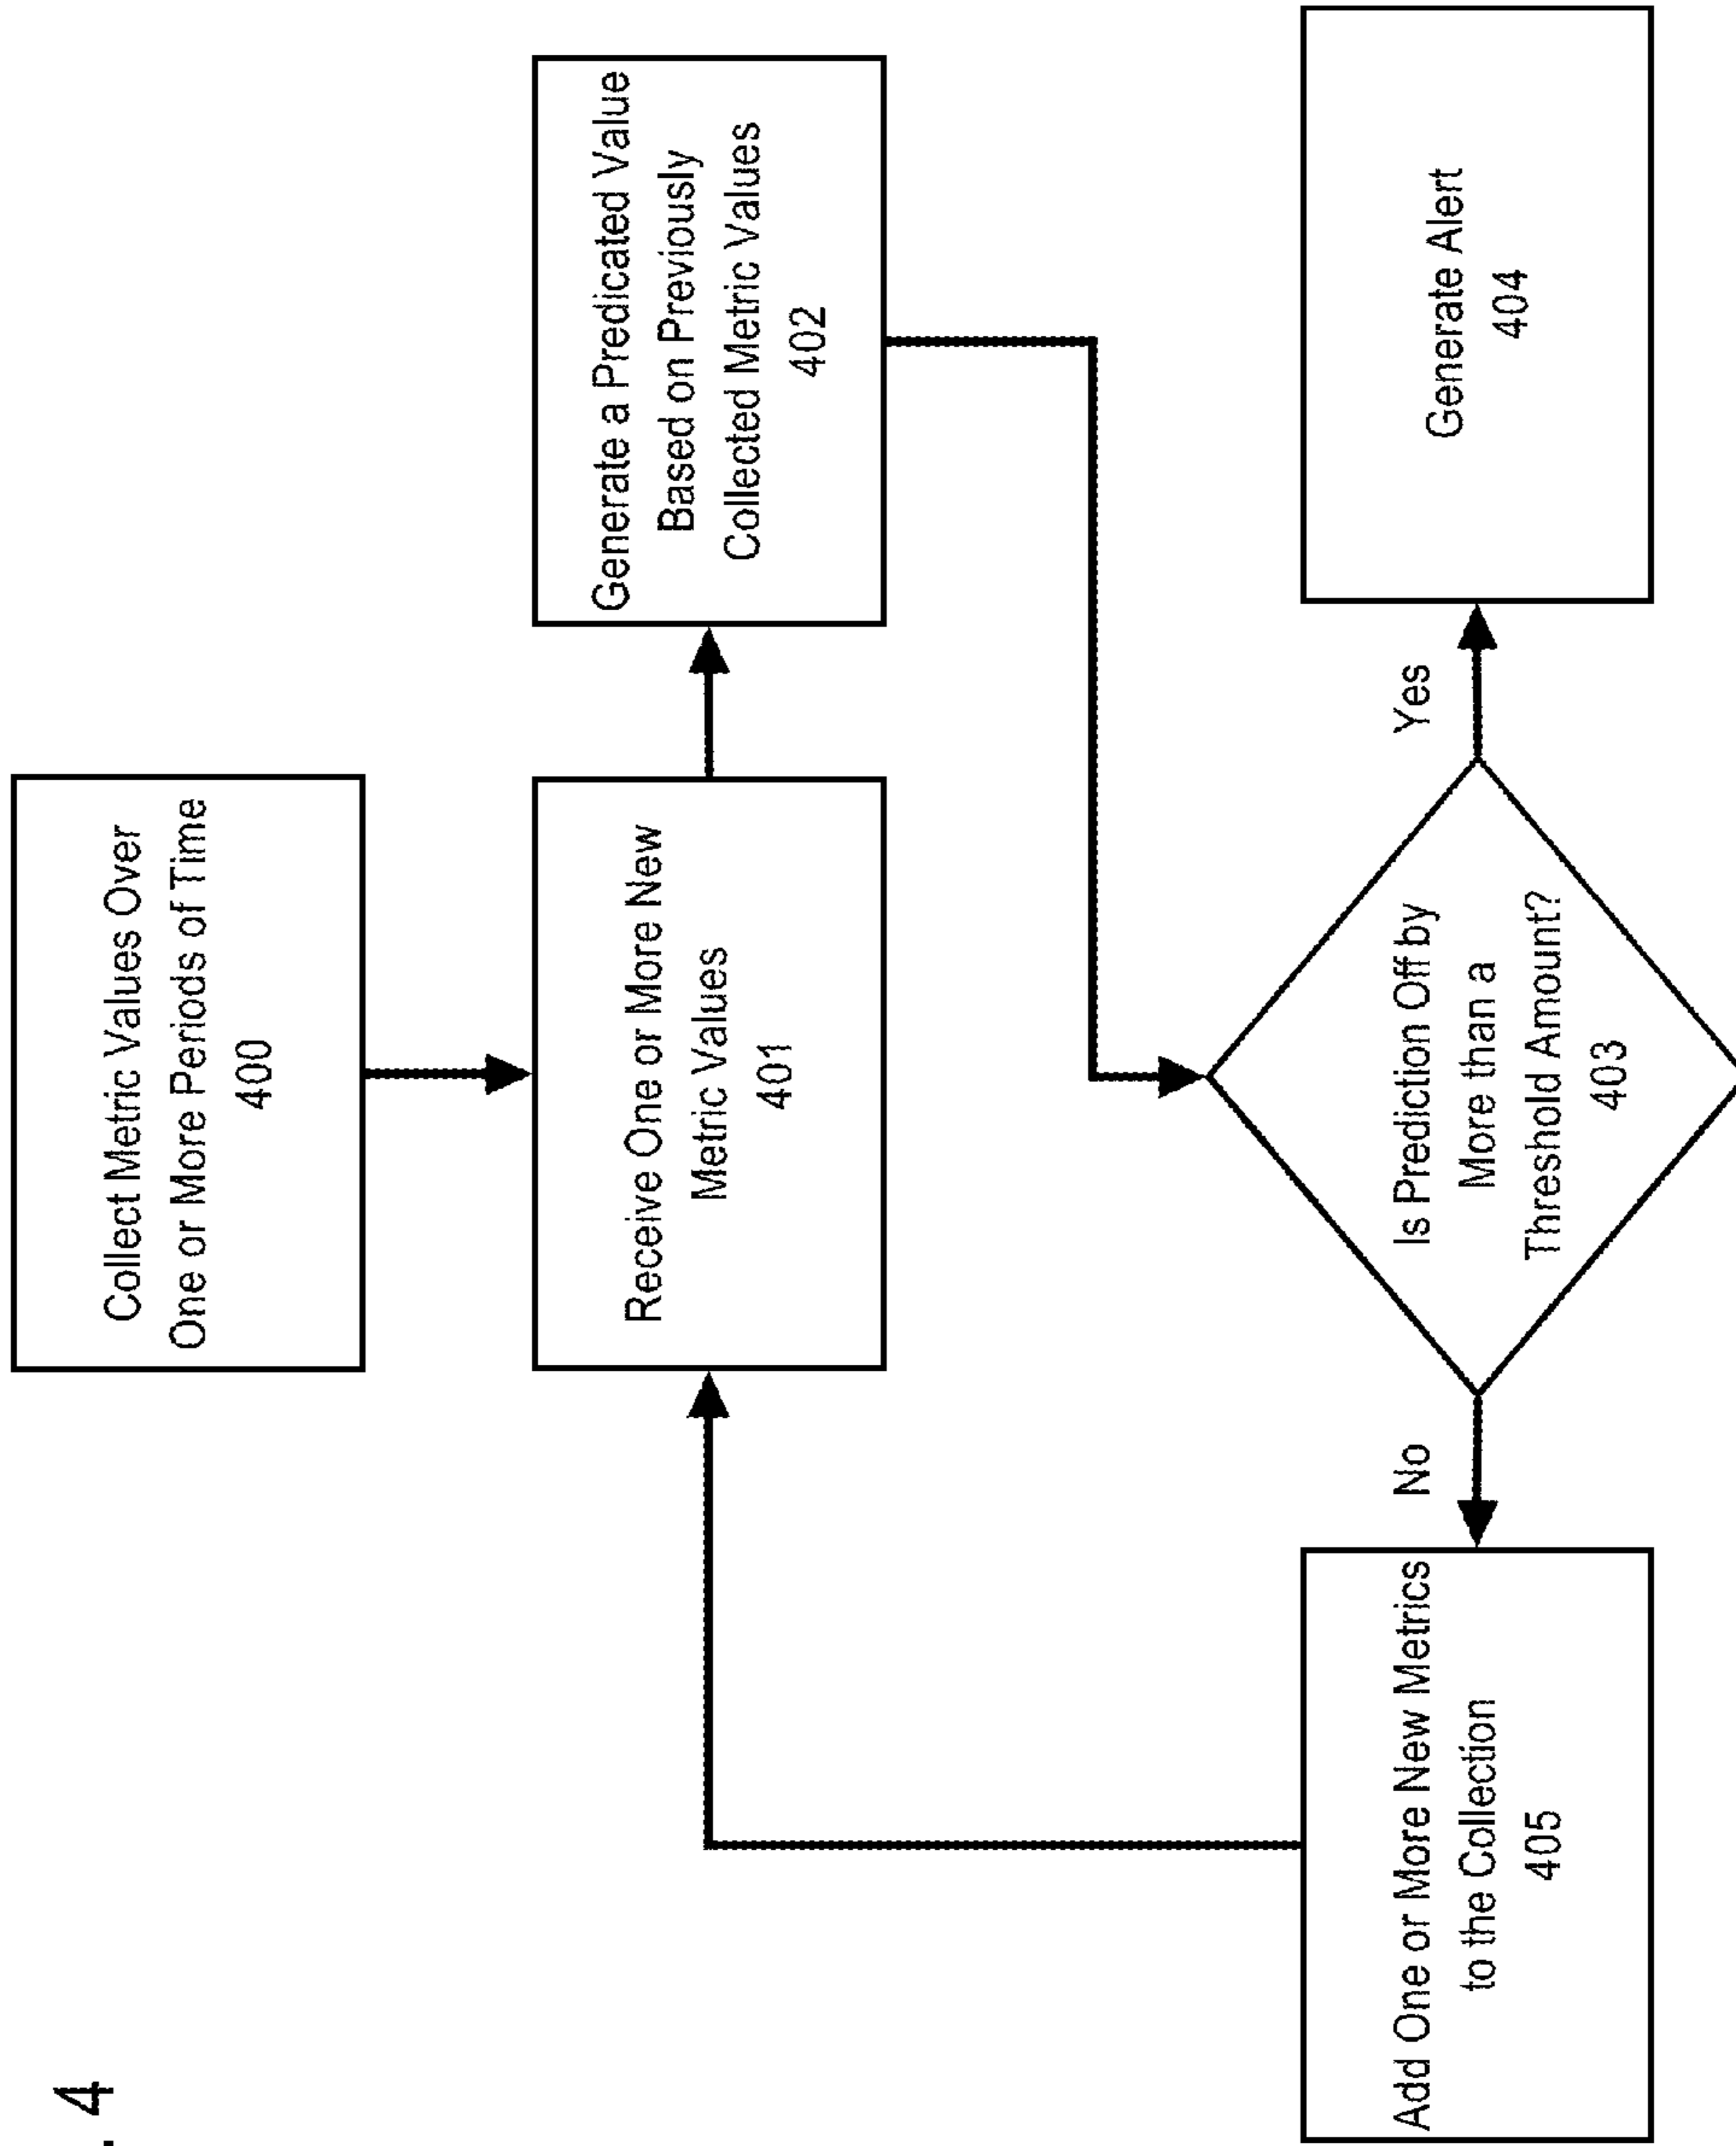 . 4
Collect Metric Values Over
One or More Periods of Time
400
Receive One or More New
Metric Values
401
Generate a Predicated Value
Based on Previously
Collected Metric Values
402
Is Prediction Off by
More than a
Threshold Amount?
403
Yes
Generate Alert
404
No
Add One or More New Metrics
to the Collection
405